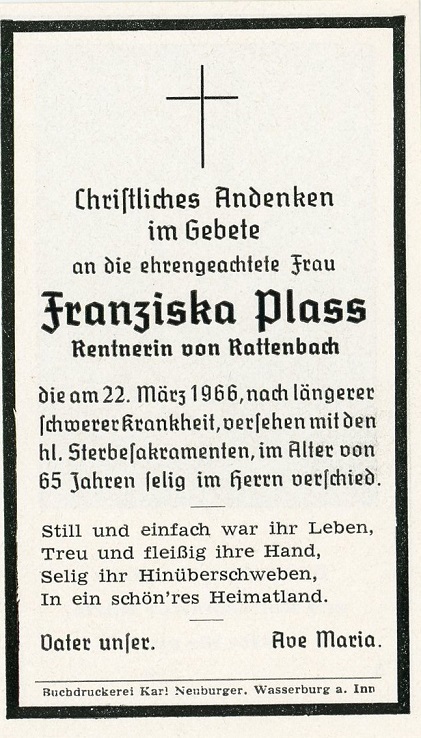 Christliches Andenken
im Gebete
an die ehrengeachtete Frau
Franziska Plass
Rentnerin von Rattenbach
die am 22. März 1966, nach längerer
schwerer Krankheit, versehen mit den
hl. Sterbesakramenten, im Alter von
65 Jahren selig im Herrn verschied.
Still und einfach war ihr Leben,
Treu und fleißig ihre Hand,
Selig ihr Hinüberschweben,
In ein schön'res Heimatland.
Vater unser. Ave Maria.
Buchdruckerei Karl Neuburger, Wasserburg a. Inn